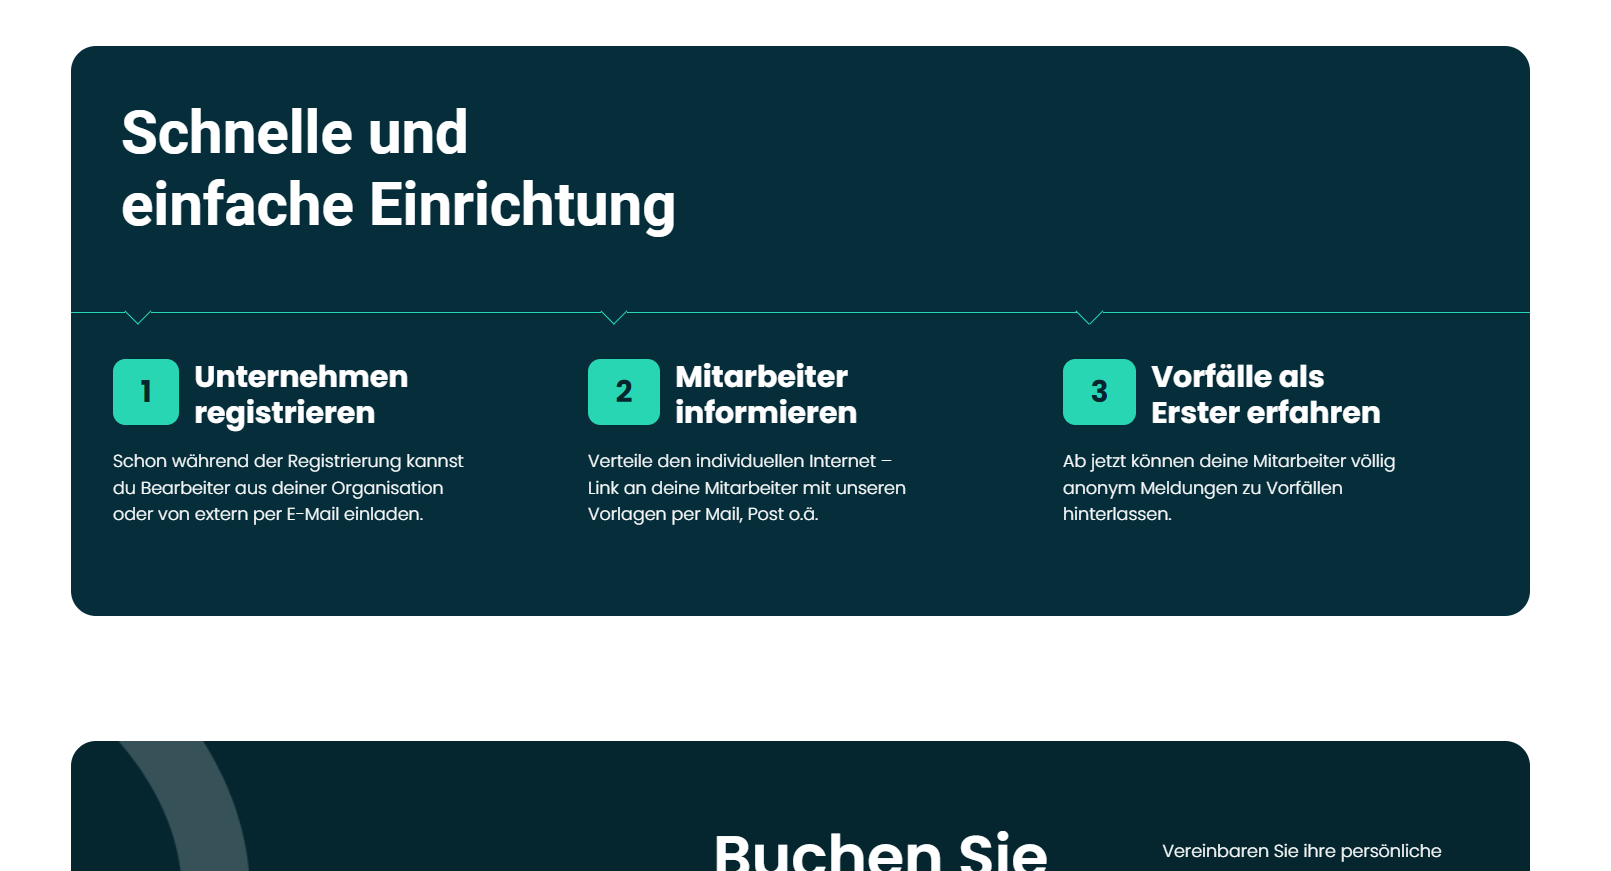 Schnelle und
einfache Einrichtung
1
Unternehmen
registrieren
Schon während der Registrierung kannst
du Bearbeiter aus deiner Organisation
oder von extern per E-Mail einladen.
2
Mitarbeiter
informieren
Verteile den individuellen Internet –
Link an deine Mitarbeiter mit unseren
Vorlagen per Mail, Post o.ä.
3
Vorfälle als
Erster erfahren
Ab jetzt können deine Mitarbeiter völlig
anonym Meldungen zu Vorfällen
hinterlassen.
Buchen Sie
Vereinbaren Sie ihre persönliche